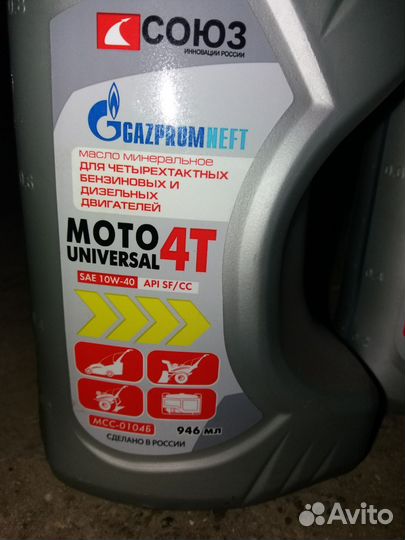 СОЮЗ
ИННОВАЦИИ РОССИИ
GAZPROMNEFT
МАСЛО МИНЕРАЛЬНОЕ
ДЛЯ ЧЕТЫРЕХТАКТНЫХ
БЕНЗИНОВЫХ И
ДИЗЕЛЬНЫХ
ДВИГАТЕЛЕЙ
MOTO 4T
UNIVERSAL
SAE 10W-40 API SF/CC
МСС-0104Б
946 МЛ
СДЕЛАНО В РОССИИ
Avito